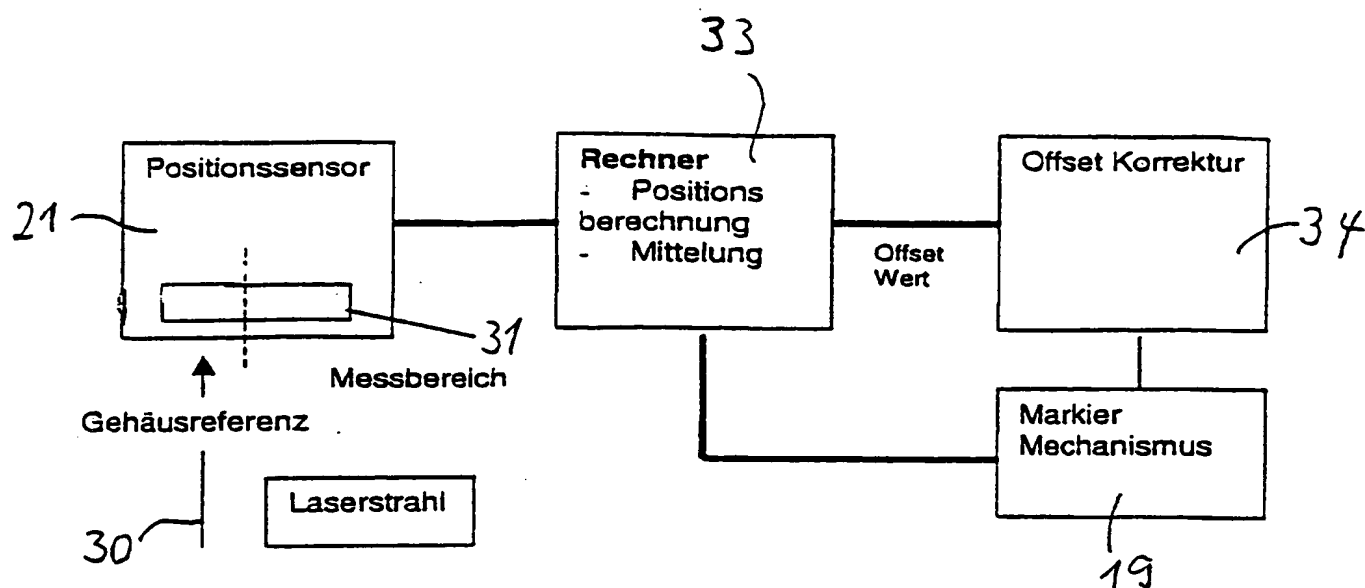 33
Positionssensor
21
31
Messbereich
Gehäusreferenz
30
Laserstrahl
Rechner
- Positions
berechnung
- Mittelung
Offset
Wert
Offset Korrektur
34
Markier
Mechanismus
19